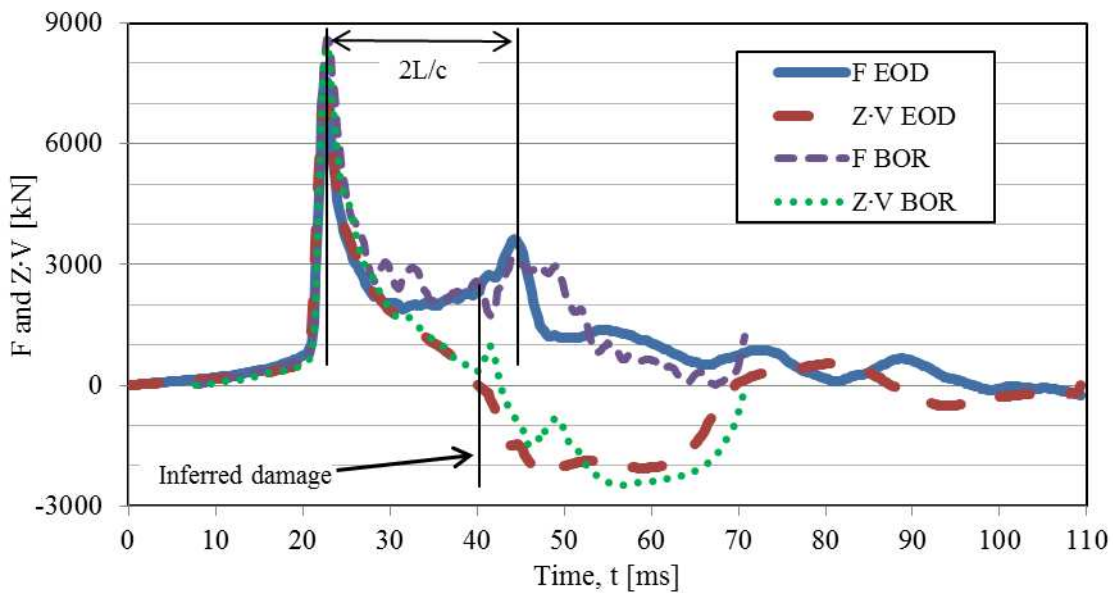 9000
6000
3000
0
-3000
F and Z·V [kN]
2L/c
F EOD
Z·V EOD
F BOR
Z·V BOR
Inferred damage
0 10 20 30 40 50 60 70 80 90 100 110
Time, t [ms]